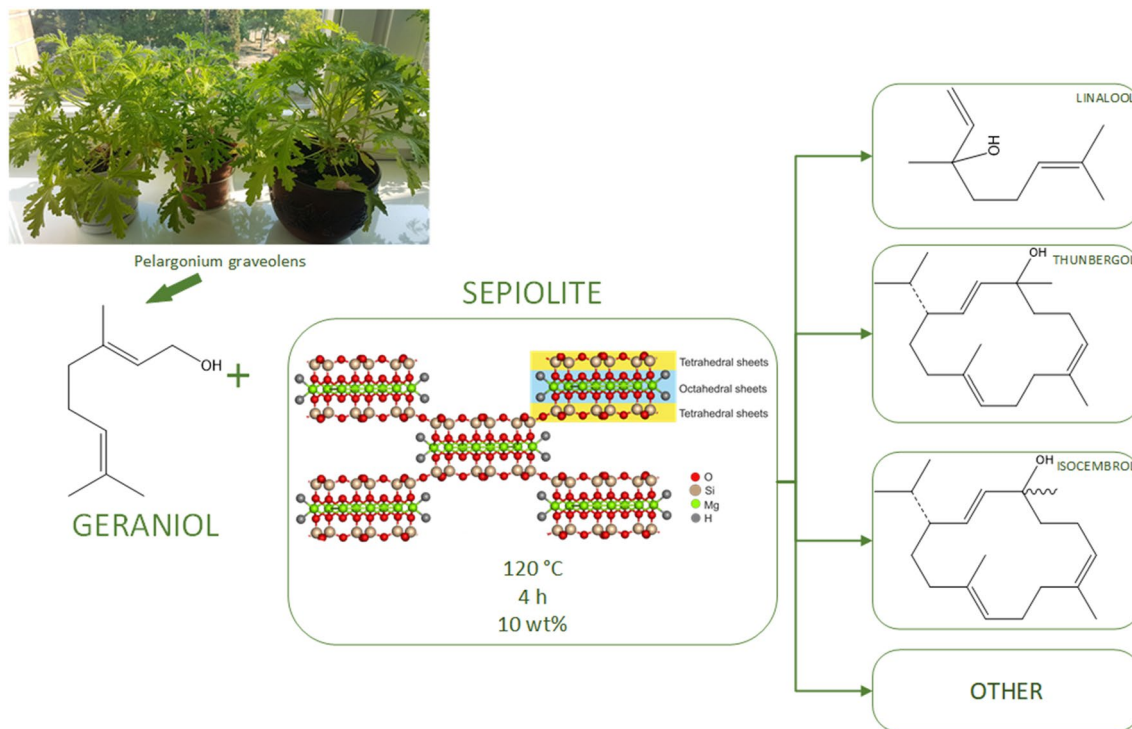 Pelargonium graveolens
OH
+
GERANIOL
SEPIOLITE
Tetrahedral sheets
Octahedral sheets
Tetrahedral sheets
O
Si
Mg
H
120 °C
4 h
10 wt%
LINALOOL
OH
THUNBERGOL
OH
ISOCEMBROL
OH
OTHER